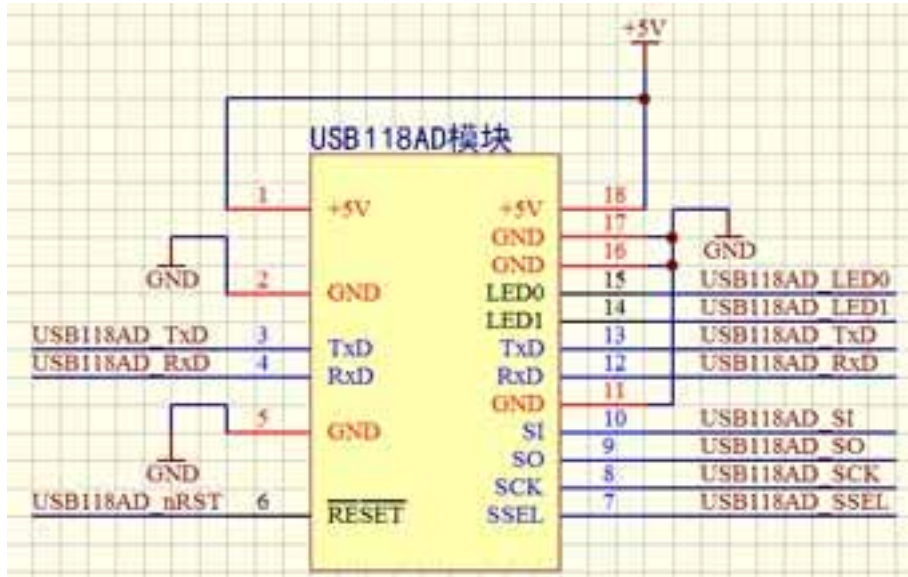 +5V
USB118AD模块
1 +5V +5V 18
GND 17
GND GND 16 GND
2 GND LED0 15 USB118AD_LED0
LED1 14 USB118AD_LED1
USB118AD_TxD 3 TxD TxD 13 USB118AD_TxD
USB118AD_RxD 4 RxD RxD 12 USB118AD_RxD
GND 11
5 GND SI 10 USB118AD_SI
SO 9 USB118AD_SO
GND SCK 8 USB118AD_SCK
USB118AD_nRST 6 RESET SSEL 7 USB118AD_SSEL